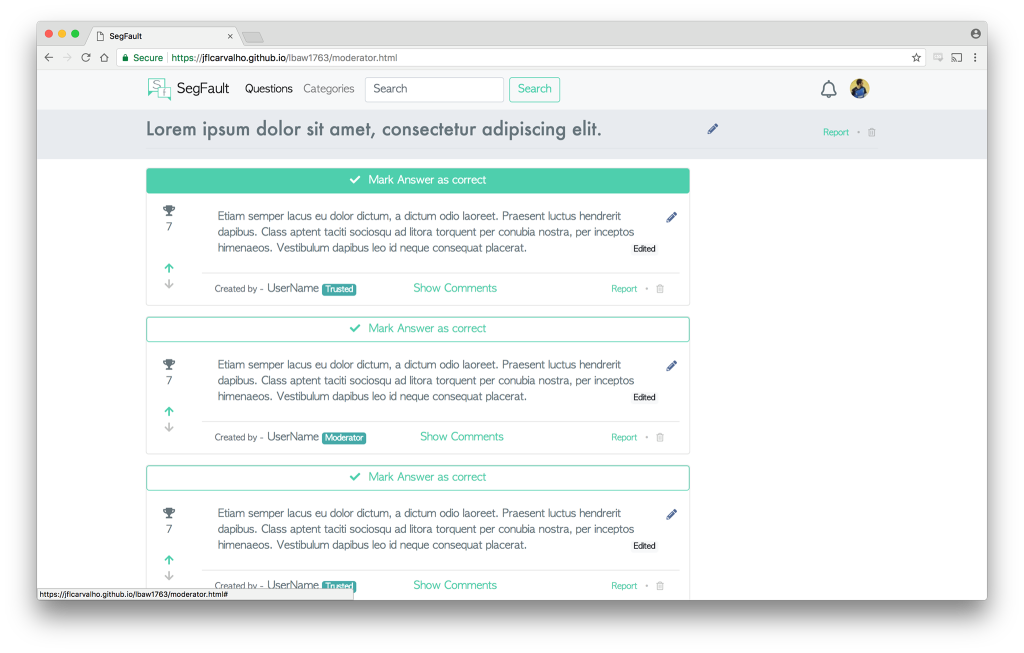 SegFault
Secure https://jflcarvalho.github.io/lbaw1763/moderator.html
S
SegFault Questions Categories Search Search
Lorem ipsum dolor sit amet, consectetur adipiscing elit.
Report
Mark Answer as correct
7
Etiam semper lacus eu dolor dictum, a dictum odio laoreet. Praesent luctus hendrerit
dapibus. Class aptent taciti sociosqu ad litora torquent per conubia nostra, per inceptos
himenaeos. Vestibulum dapibus leo id neque consequat placerat.
Edited
Created by - UserName Trusted Show Comments Report
Mark Answer as correct
7
Etiam semper lacus eu dolor dictum, a dictum odio laoreet. Praesent luctus hendrerit
dapibus. Class aptent taciti sociosqu ad litora torquent per conubia nostra, per inceptos
himenaeos. Vestibulum dapibus leo id neque consequat placerat.
Edited
Created by - UserName Moderator Show Comments Report
Mark Answer as correct
7
Etiam semper lacus eu dolor dictum, a dictum odio laoreet. Praesent luctus hendrerit
dapibus. Class aptent taciti sociosqu ad litora torquent per conubia nostra, per inceptos
himenaeos. Vestibulum dapibus leo id neque consequat placerat.
Edited
Created by - UserName Trusted Show Comments Report
https://jflcarvalho.github.io/lbaw1763/moderator.html#